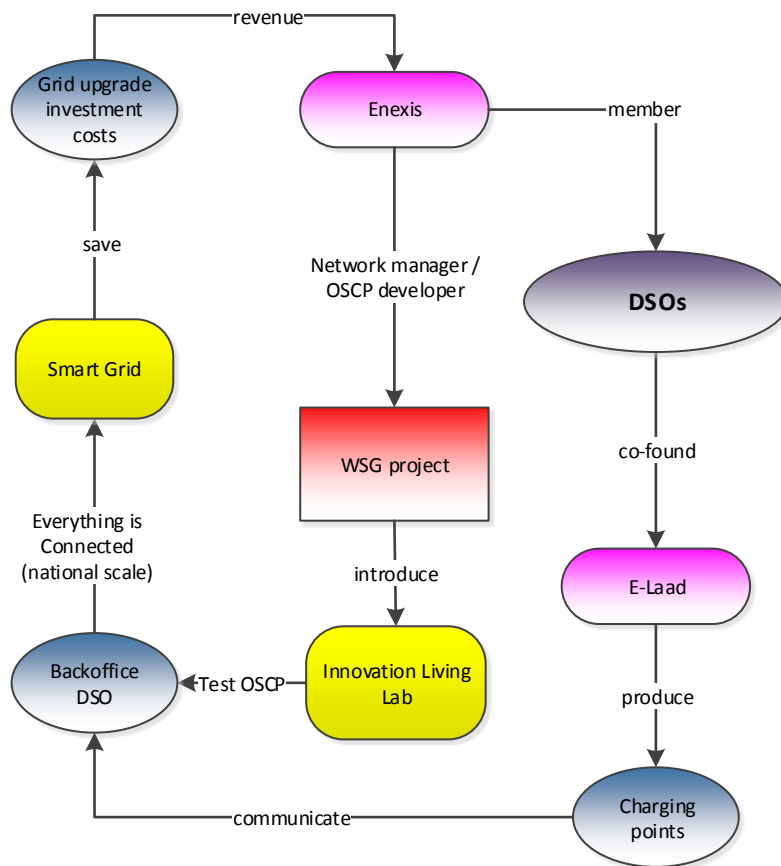 revenue
Grid upgrade
investment
costs
Enexis
member
save
Network manager /
OSCP developer
DSOs
Smart Grid
WSG project
co-found
Everything is
Connected
(national scale)
introduce
E-Laad
Backoffice
DSO
Test OSCP
Innovation Living
Lab
produce
communicate
Charging
points